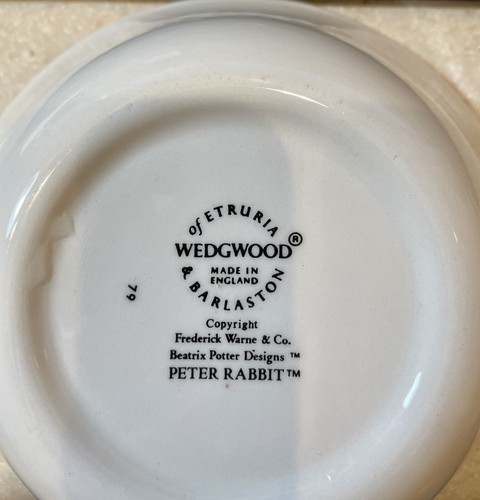 of ETRURIA
WEDGWOOD®
MADE IN
ENGLAND
& BARLASTON
79
Copyright
Frederick Warne & Co.
Beatrix Potter Designs ™
PETER RABBIT™